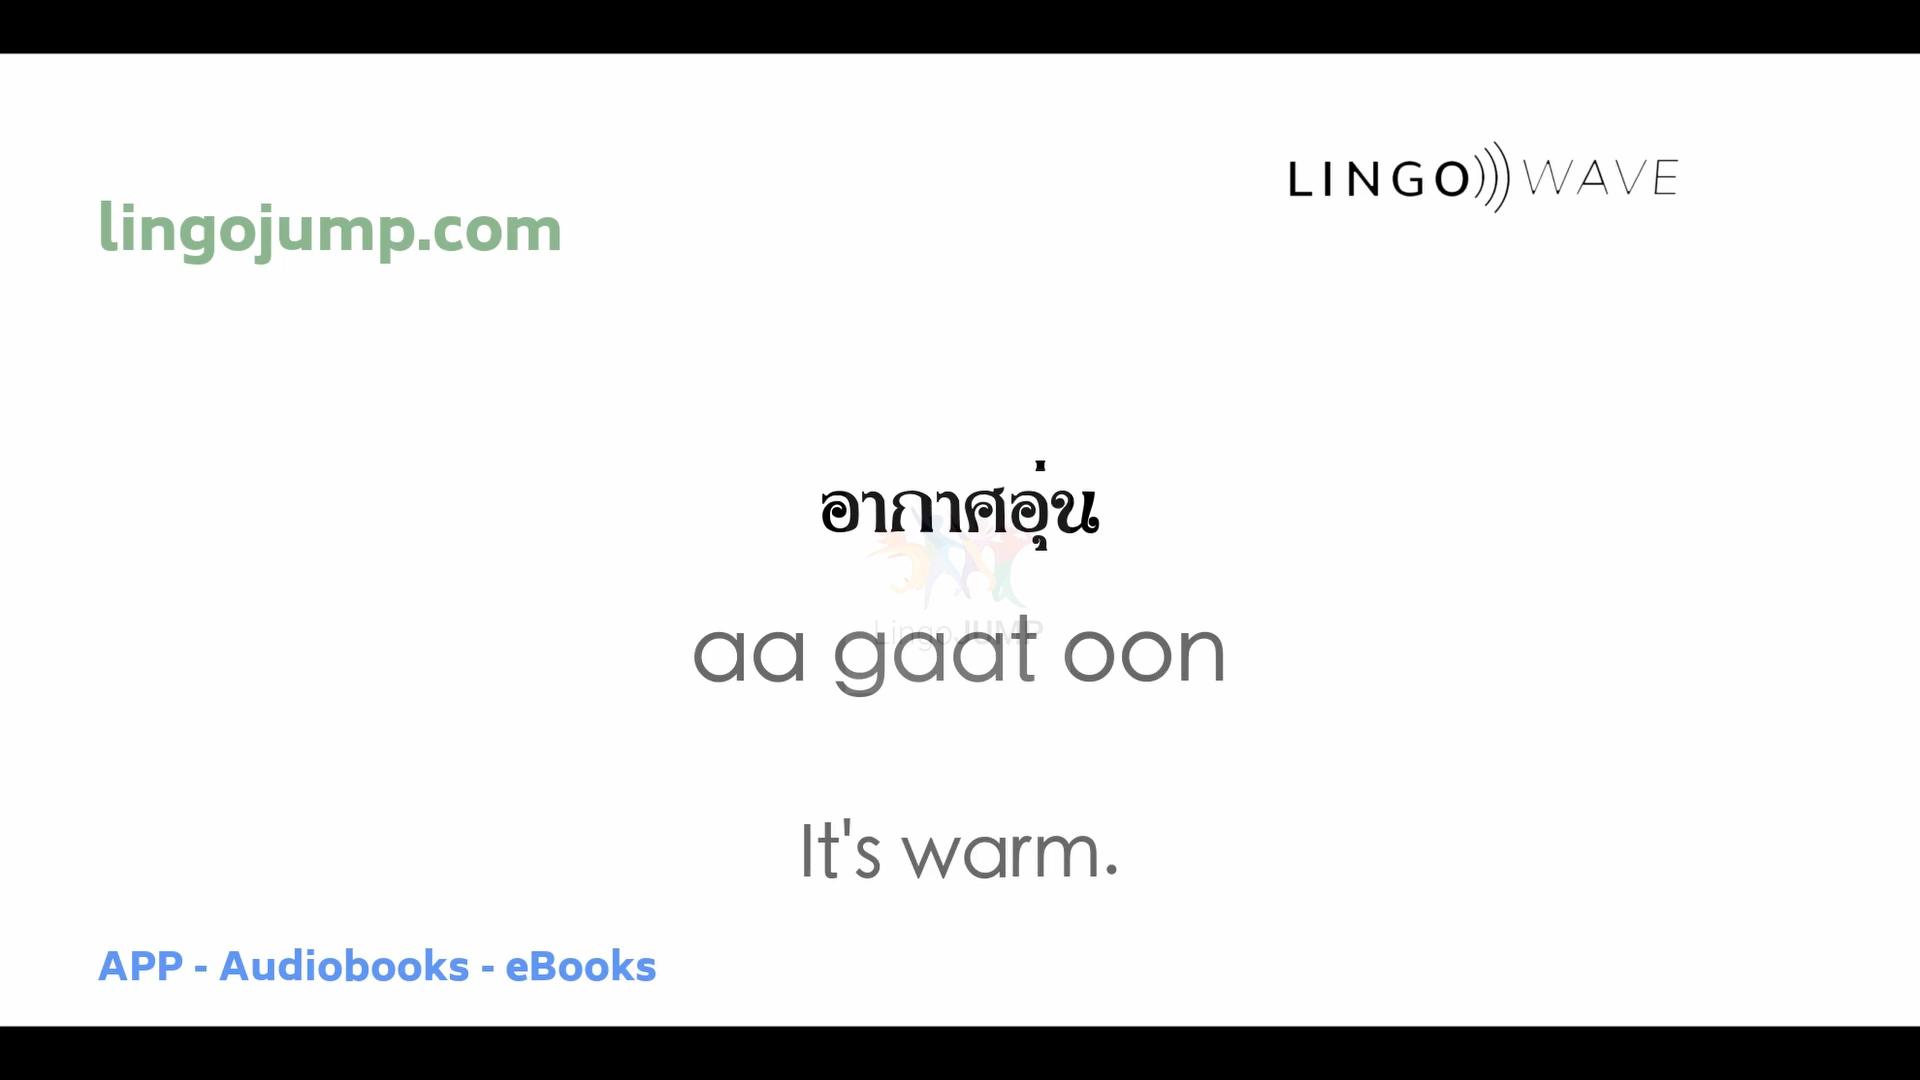 LINGO WAVE
lingojump.com
อากาศอุ่น
LingoJUMP
aa gaat oon
It's warm.
APP - Audiobooks - eBooks